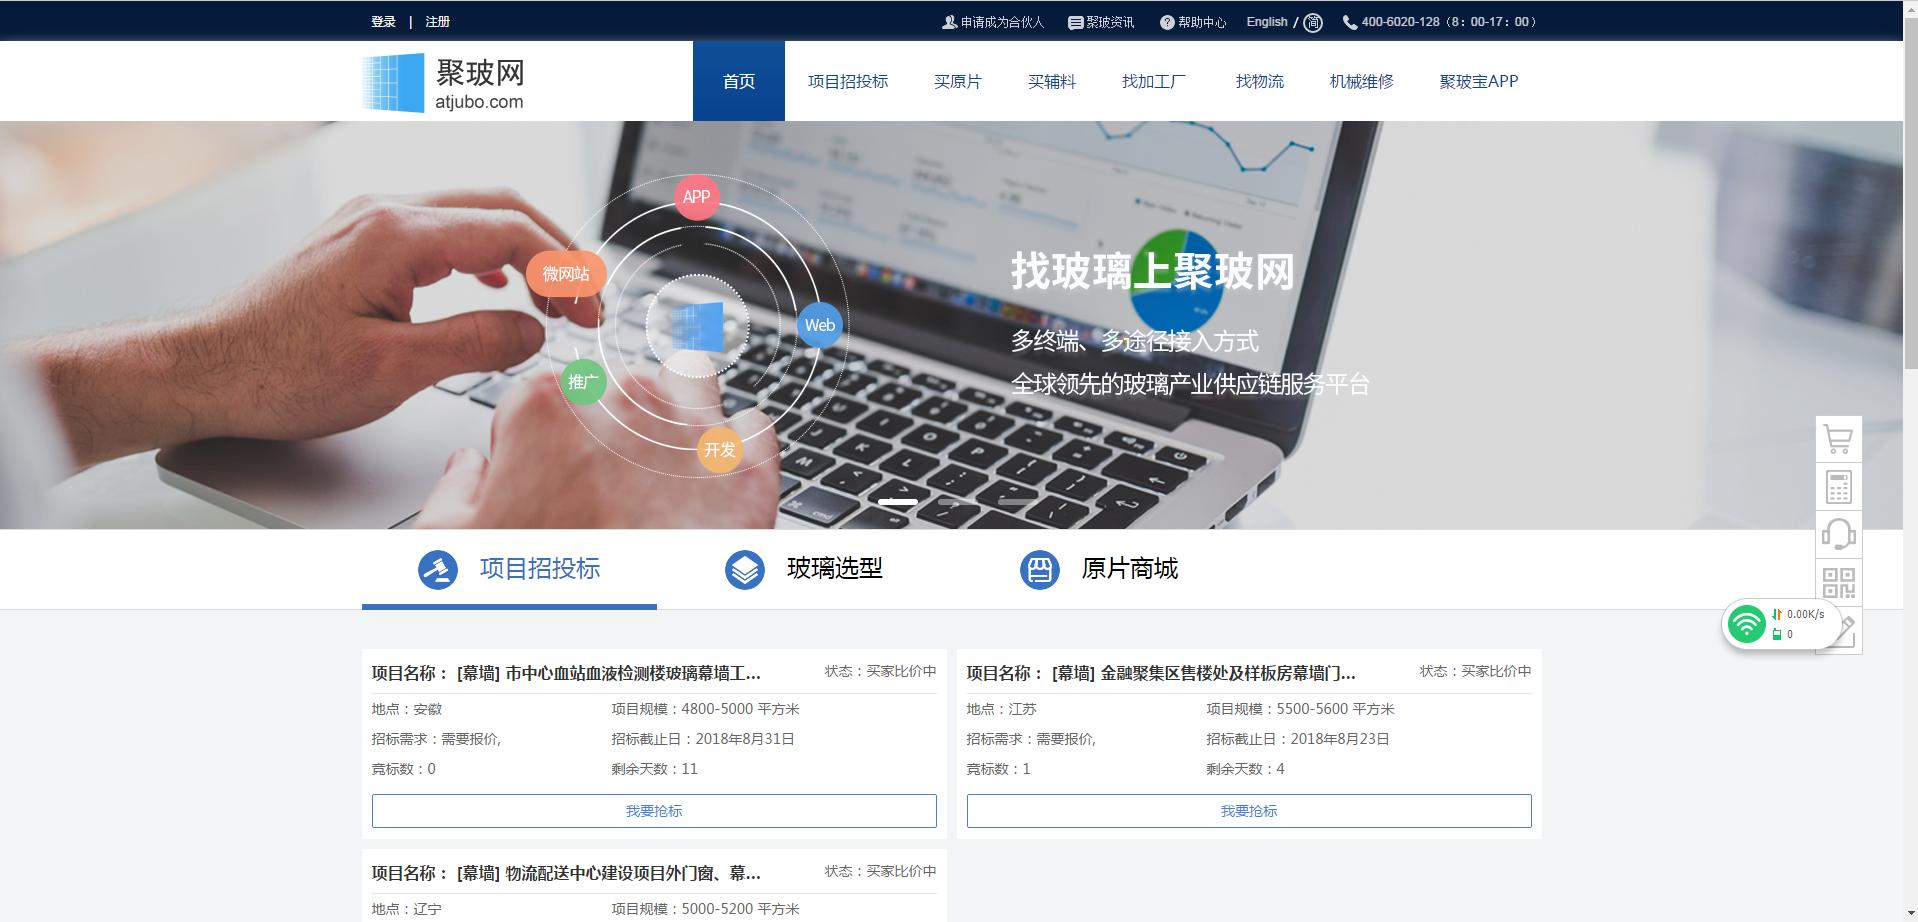 登录 | 注册
申请成为合伙人 聚玻资讯 帮助中心 English / 简 400-6020-128（8：00-17：00）
聚玻网
atjubo.com
首页 项目招投标 买原片 买辅料 找加工厂 找物流 机械维修 聚玻宝APP
APP
微网站
Web
推广
开发
找玻璃上聚玻网
多终端、多途径接入方式
全球领先的玻璃产业供应链服务平台
项目招投标 玻璃选型 原片商城
0.00K/s
0
项目名称： [幕墙] 市中心血站血液检测楼玻璃幕墙工... 状态：买家比价中
地点：安徽 项目规模：4800-5000 平方米
招标需求：需要报价, 招标截止日：2018年8月31日
竞标数：0 剩余天数：11
我要抢标
项目名称： [幕墙] 金融聚集区售楼处及样板房幕墙门... 状态：买家比价中
地点：江苏 项目规模：5500-5600 平方米
招标需求：需要报价, 招标截止日：2018年8月23日
竞标数：1 剩余天数：4
我要抢标
项目名称： [幕墙] 物流配送中心建设项目外门窗、幕... 状态：买家比价中
地点：辽宁 项目规模：5000-5200 平方米